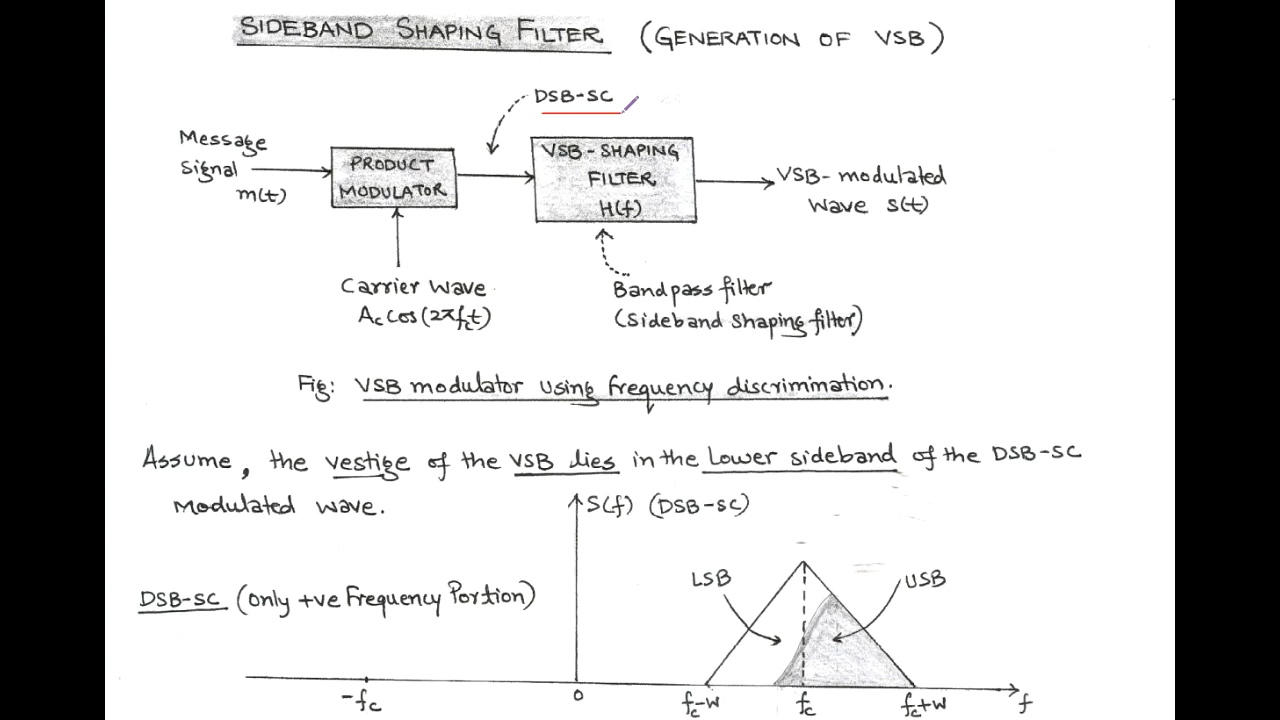 SIDEBAND SHAPING FILTER (GENERATION OF VSB)
DSB-SC
Message
Signal
m(t)
PRODUCT
MODULATOR
VSB-SHAPING
FILTER
H(f)
VSB-modulated
wave s(t)
Carrier wave
Ac cos(2πfct)
Bandpass filter
(Sideband shaping filter)
Fig: VSB modulator using frequency discrimination.
Assume, the vestige of the VSB lies in the lower sideband of the DSB-SC
modulated wave.
S(f) (DSB-SC)
LSB
USB
DSB-SC (only +ve Frequency Portion)
-fc
0
fc-W
fc
fc+W
f